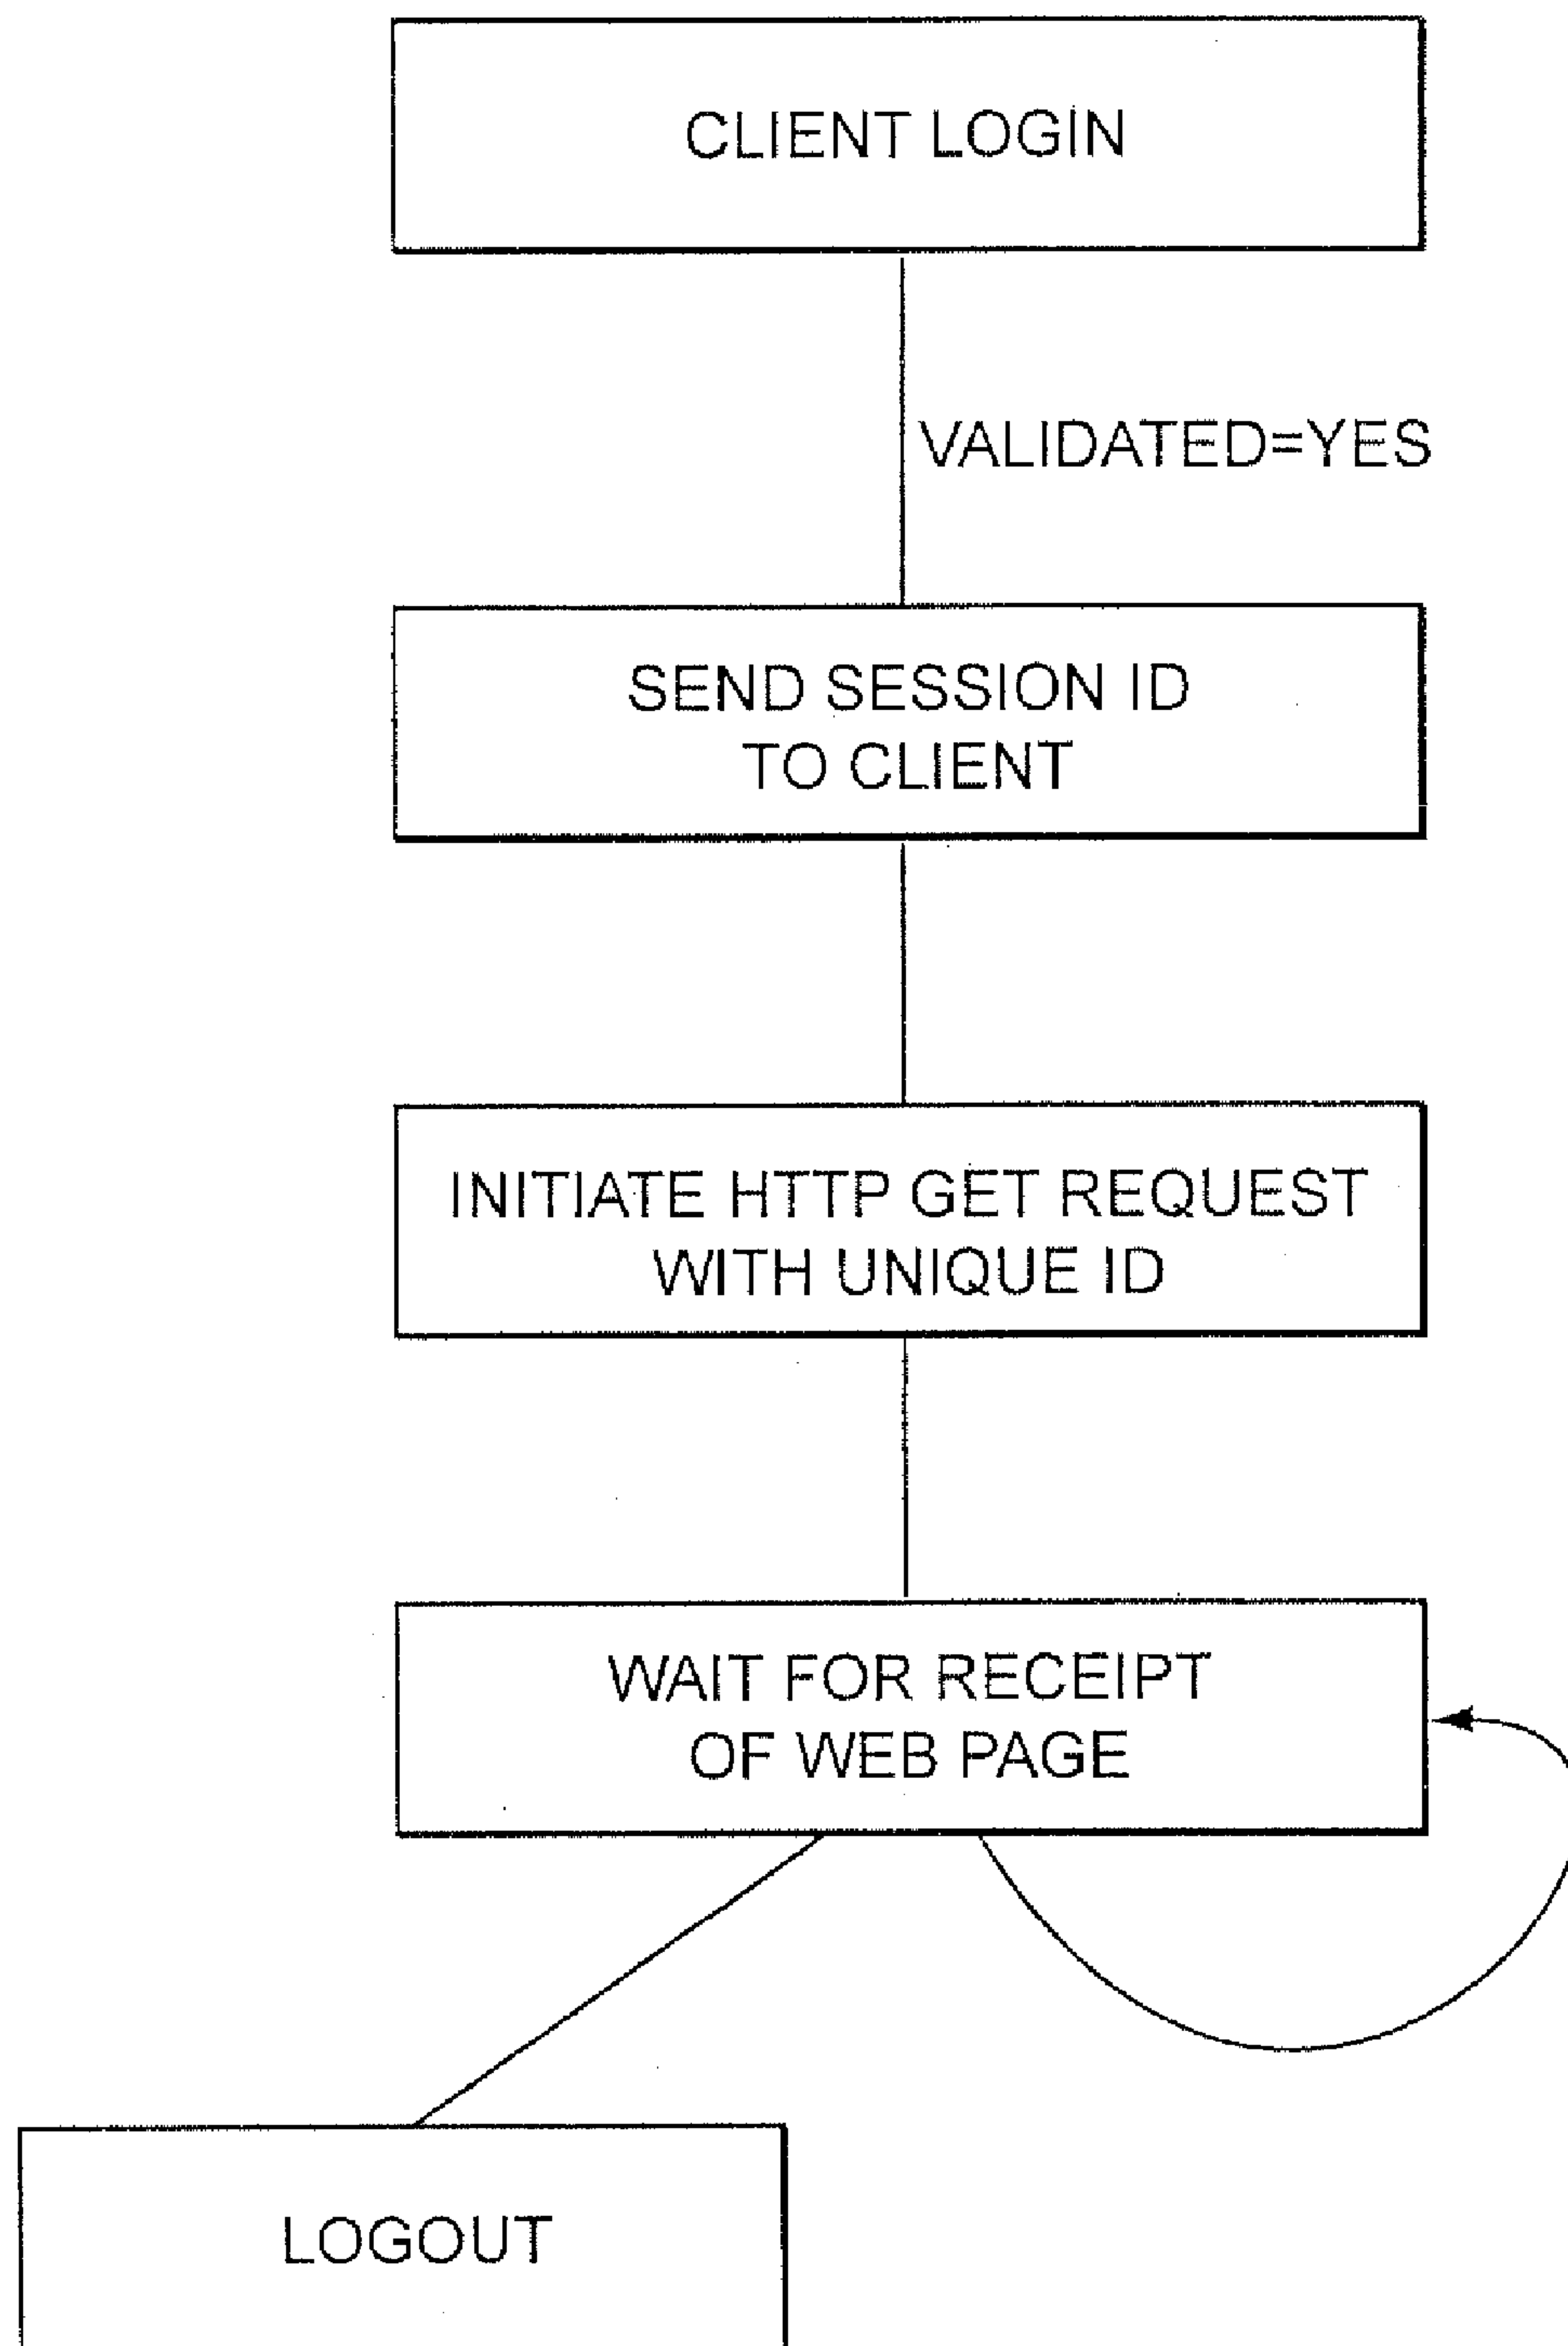 CLIENT LOGIN
VALIDATED=YES
SEND SESSION ID
TO CLIENT
INITIATE HTTP GET REQUEST
WITH UNIQUE ID
WAIT FOR RECEIPT
OF WEB PAGE
LOGOUT